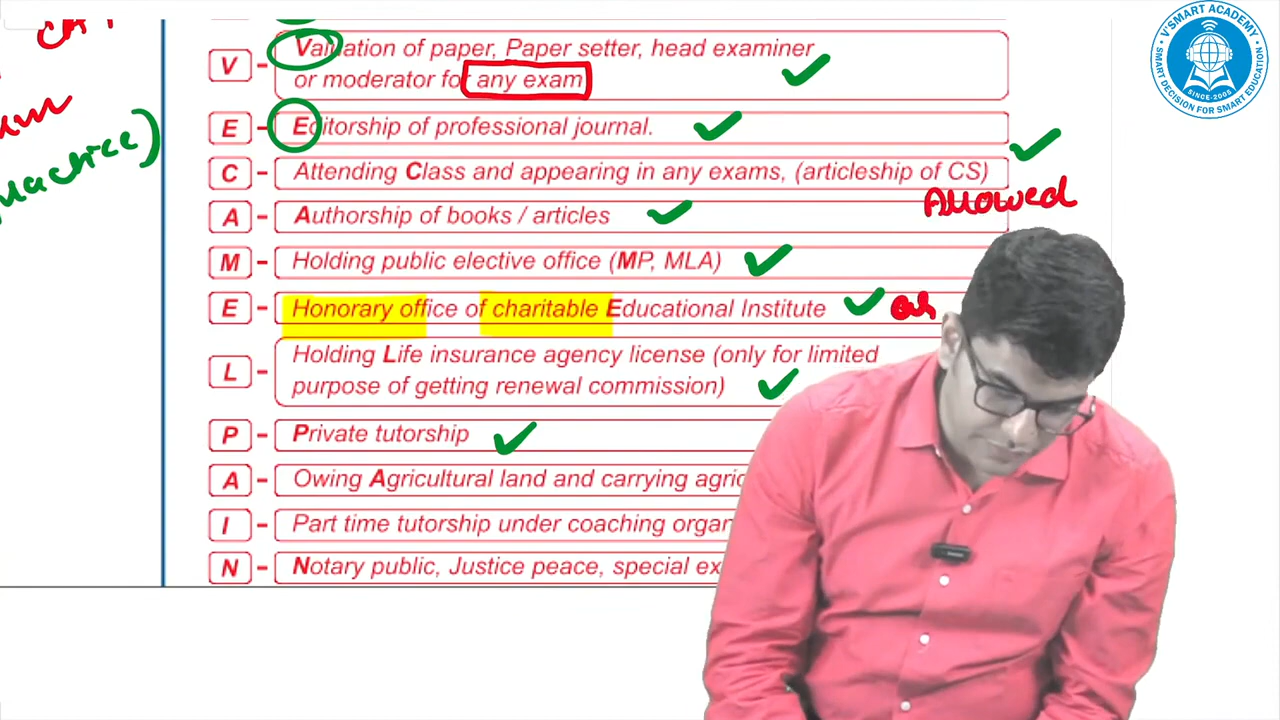 V - Valuation of paper, Paper setter, head examiner
or moderator for any exam
E - Editorship of professional journal.
C - Attending Class and appearing in any exams, (articleship of CS)
Allowed
A - Authorship of books / articles
M - Holding public elective office (MP, MLA)
E - Honorary office of charitable Educational Institute
L - Holding Life insurance agency license (only for limited
purpose of getting renewal commission)
P - Private tutorship
A - Owing Agricultural land and carrying agric
I - Part time tutorship under coaching organ
N - Notary public, Justice peace, special ex
V'SMART ACADEMY
SINCE-2005
SMART DECISION FOR SMART EDUCATION